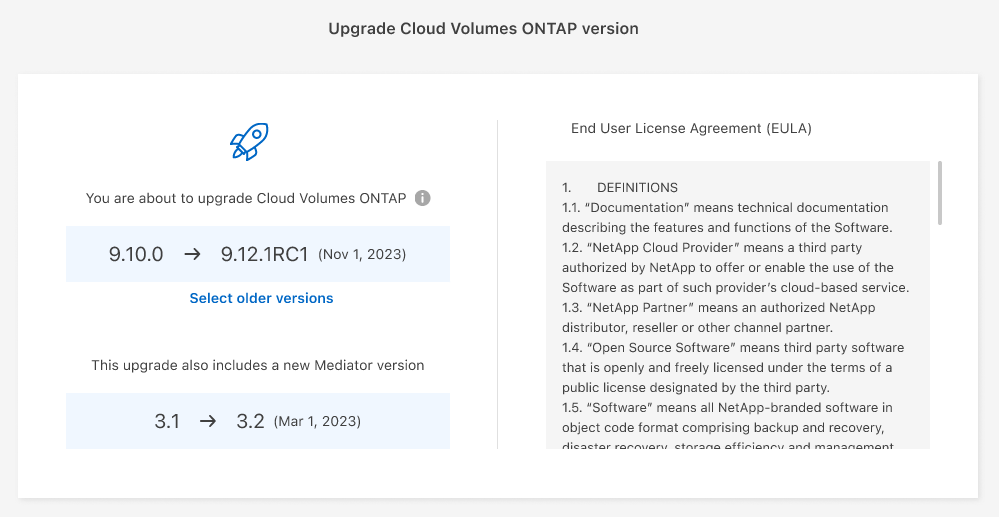 Upgrade Cloud Volumes ONTAP version
You are about to upgrade Cloud Volumes ONTAP
9.10.0 → 9.12.1RC1 (Nov 1, 2023)
Select older versions
This upgrade also includes a new Mediator version
3.1 → 3.2 (Mar 1, 2023)
End User License Agreement (EULA)
1. DEFINITIONS
1.1. “Documentation” means technical documentation
describing the features and functions of the Software.
1.2. “NetApp Cloud Provider” means a third party
authorized by NetApp to offer or enable the use of the
Software as part of such provider’s cloud-based service.
1.3. “NetApp Partner” means an authorized NetApp
distributor, reseller or other channel partner.
1.4. “Open Source Software” means third party software
that is openly and freely licensed under the terms of a
public license designated by the third party.
1.5. “Software” means all NetApp-branded software in
object code format comprising backup and recovery,
disaster recovery, storage efficiency and management